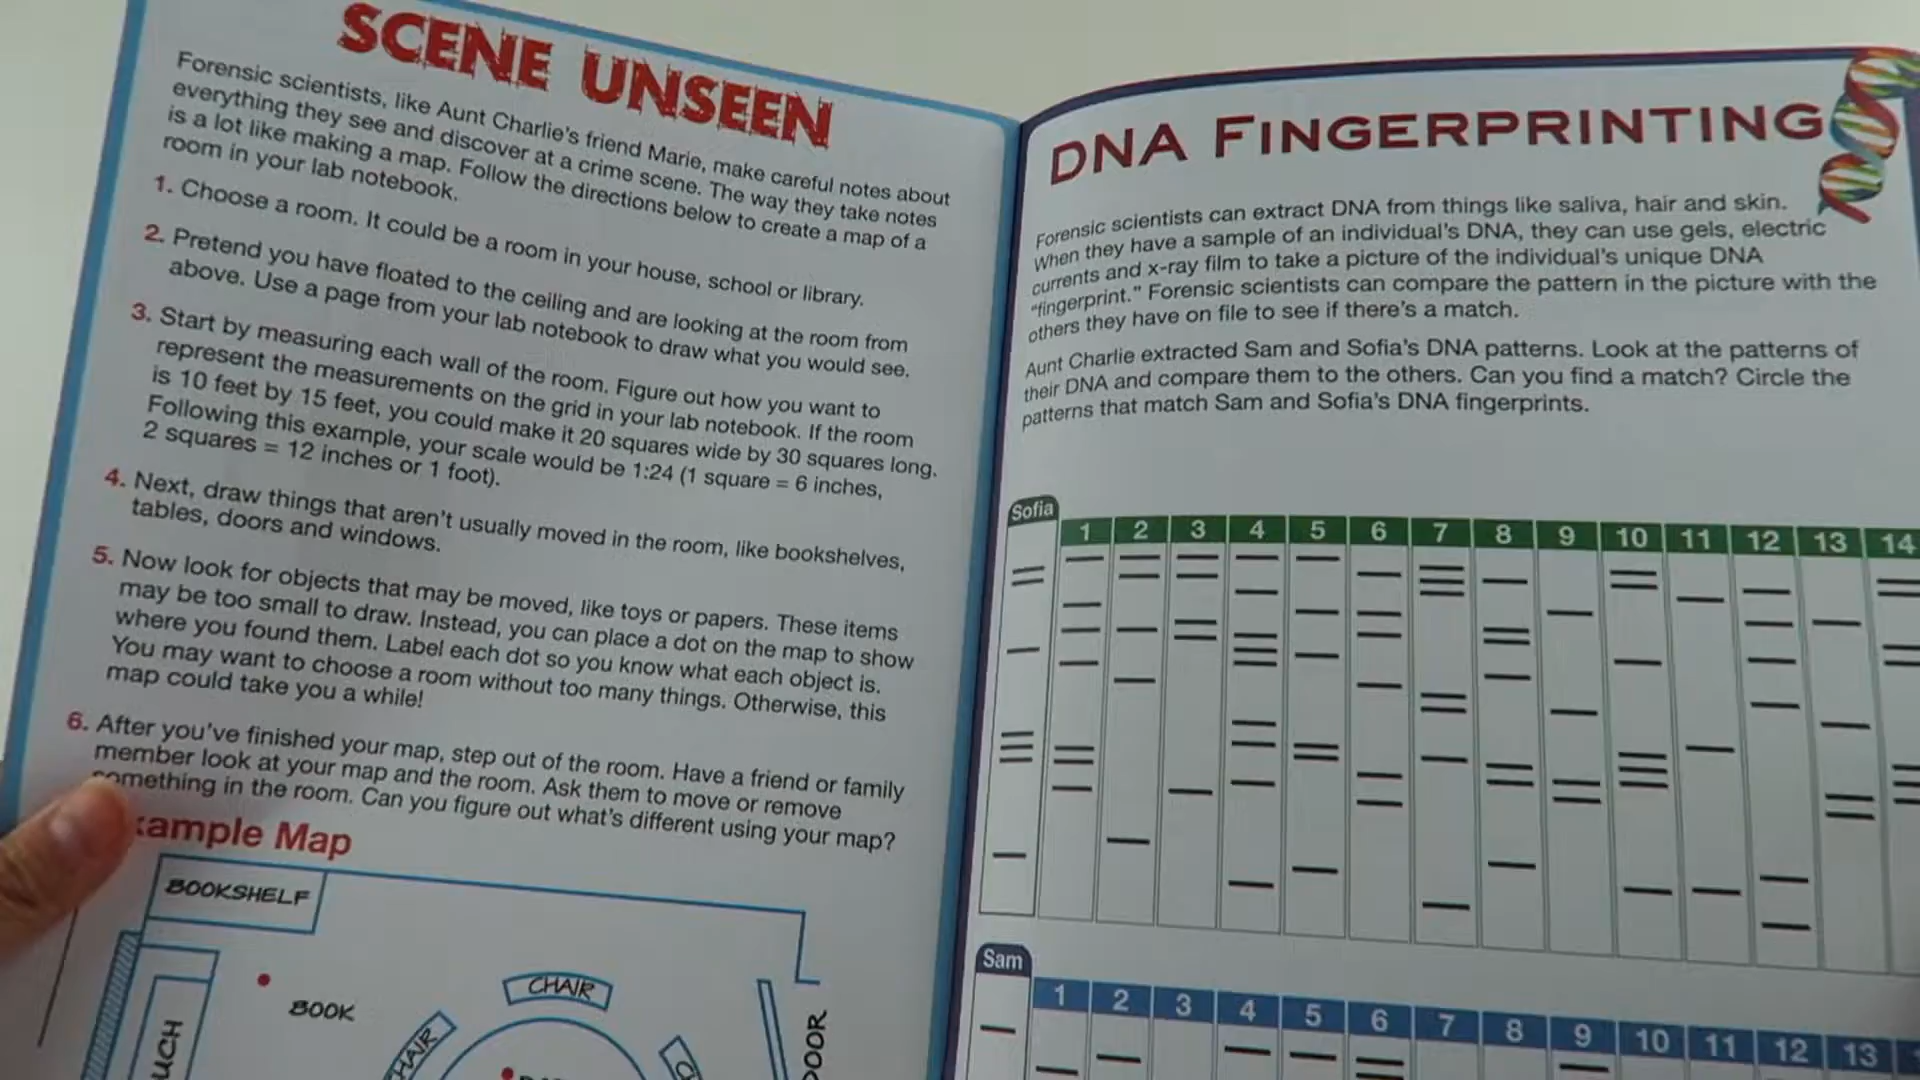 SCENE UNSEEN
Forensic scientists, like Aunt Charlie's friend Marie, make careful notes about
everything they see and discover at a crime scene. The way they take notes
is a lot like making a map. Follow the directions below to create a map of a
room in your lab notebook.
1. Choose a room. It could be a room in your house, school or library.
2. Pretend you have floated to the ceiling and are looking at the room from
above. Use a page from your lab notebook to draw what you would see.
3. Start by measuring each wall of the room. Figure out how you want to
represent the measurements on the grid in your lab notebook. If the room
is 10 feet by 15 feet, you could make it 20 squares wide by 30 squares long.
Following this example, your scale would be 1:24 (1 square = 6 inches,
2 squares = 12 inches or 1 foot).
4. Next, draw things that aren't usually moved in the room, like bookshelves,
tables, doors and windows.
5. Now look for objects that may be moved, like toys or papers. These items
may be too small to draw. Instead, you can place a dot on the map to show
where you found them. Label each dot so you know what each object is.
You may want to choose a room without too many things. Otherwise, this
map could take you a while!
6. After you've finished your map, step out of the room. Have a friend or family
member look at your map and the room. Ask them to move or remove
something in the room. Can you figure out what's different using your map?
xample Map
BOOKSHELF
BOOK
CHAIR
CHAIR
UCH
DOOR
DNA FINGERPRINTING
Forensic scientists can extract DNA from things like saliva, hair and skin.
When they have a sample of an individual's DNA, they can use gels, electric
currents and x-ray film to take a picture of the individual's unique DNA
"fingerprint." Forensic scientists can compare the pattern in the picture with the
others they have on file to see if there's a match.
Aunt Charlie extracted Sam and Sofia's DNA patterns. Look at the patterns of
their DNA and compare them to the others. Can you find a match? Circle the
patterns that match Sam and Sofia's DNA fingerprints.
Sofia
1 2 3 4 5 6 7 8 9 10 11 12 13 14
Sam
1 2 3 4 5 6 7 8 9 10 11 12 13